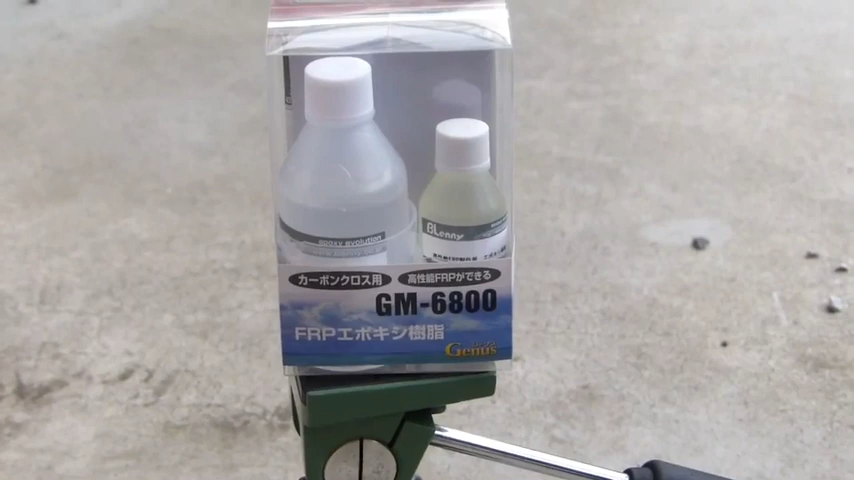 epoxy evolution
BLenny
カーボンクロス用
高性能FRPができる
GM-6800
FRPエポキシ樹脂
Genus